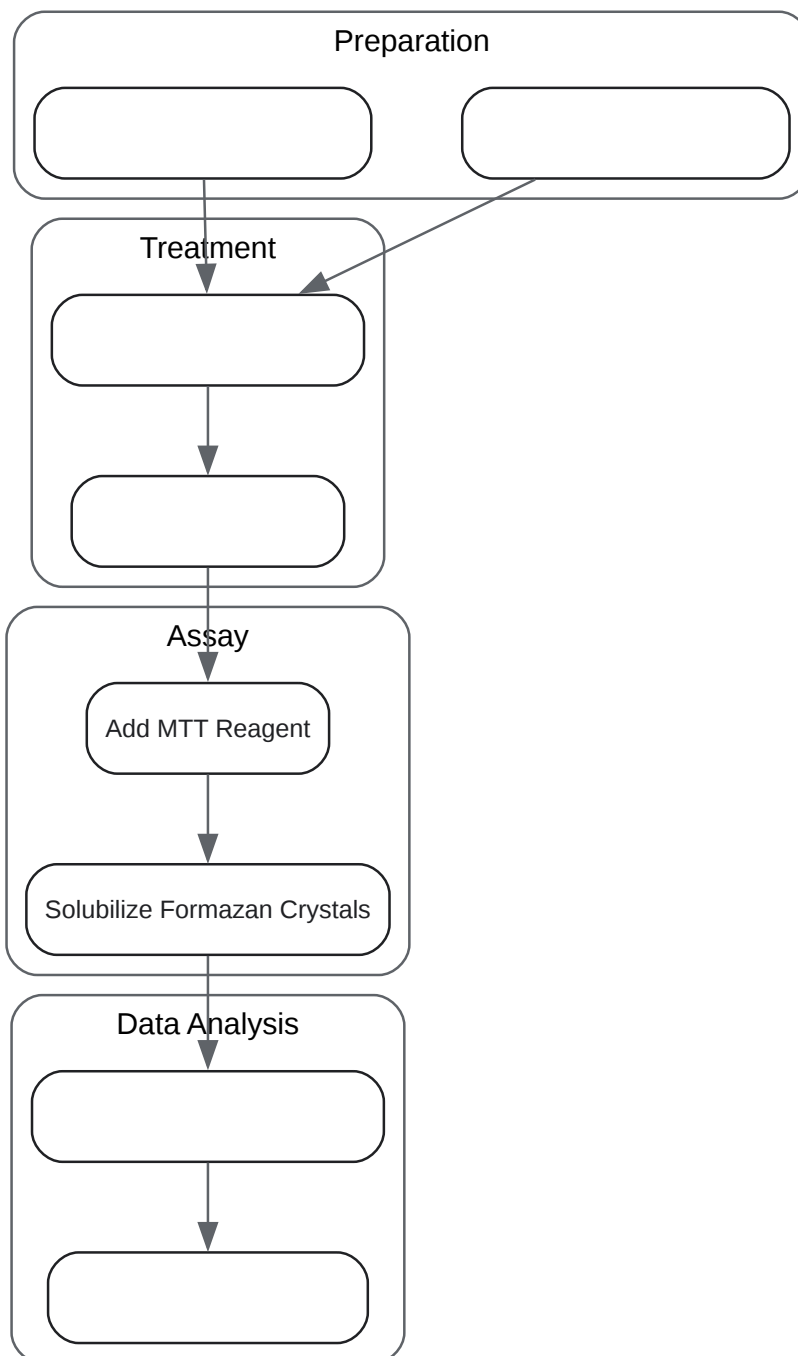 Preparation
Treatment
Assay
Add MTT Reagent
Solubilize Formazan Crystals
Data Analysis